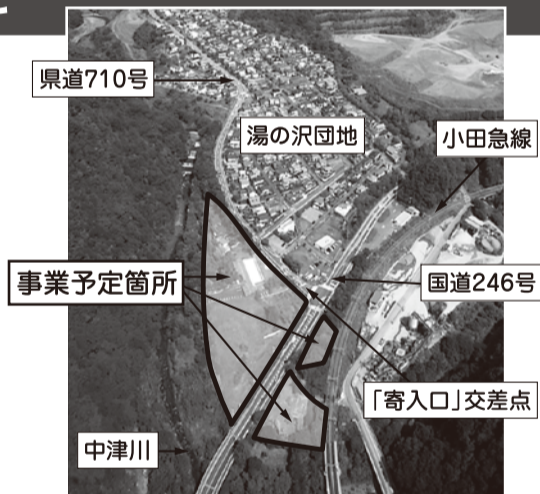 県道710号
湯の沢団地
小田急線
事業予定箇所
国道246号
「寄入口」交差点
中津川